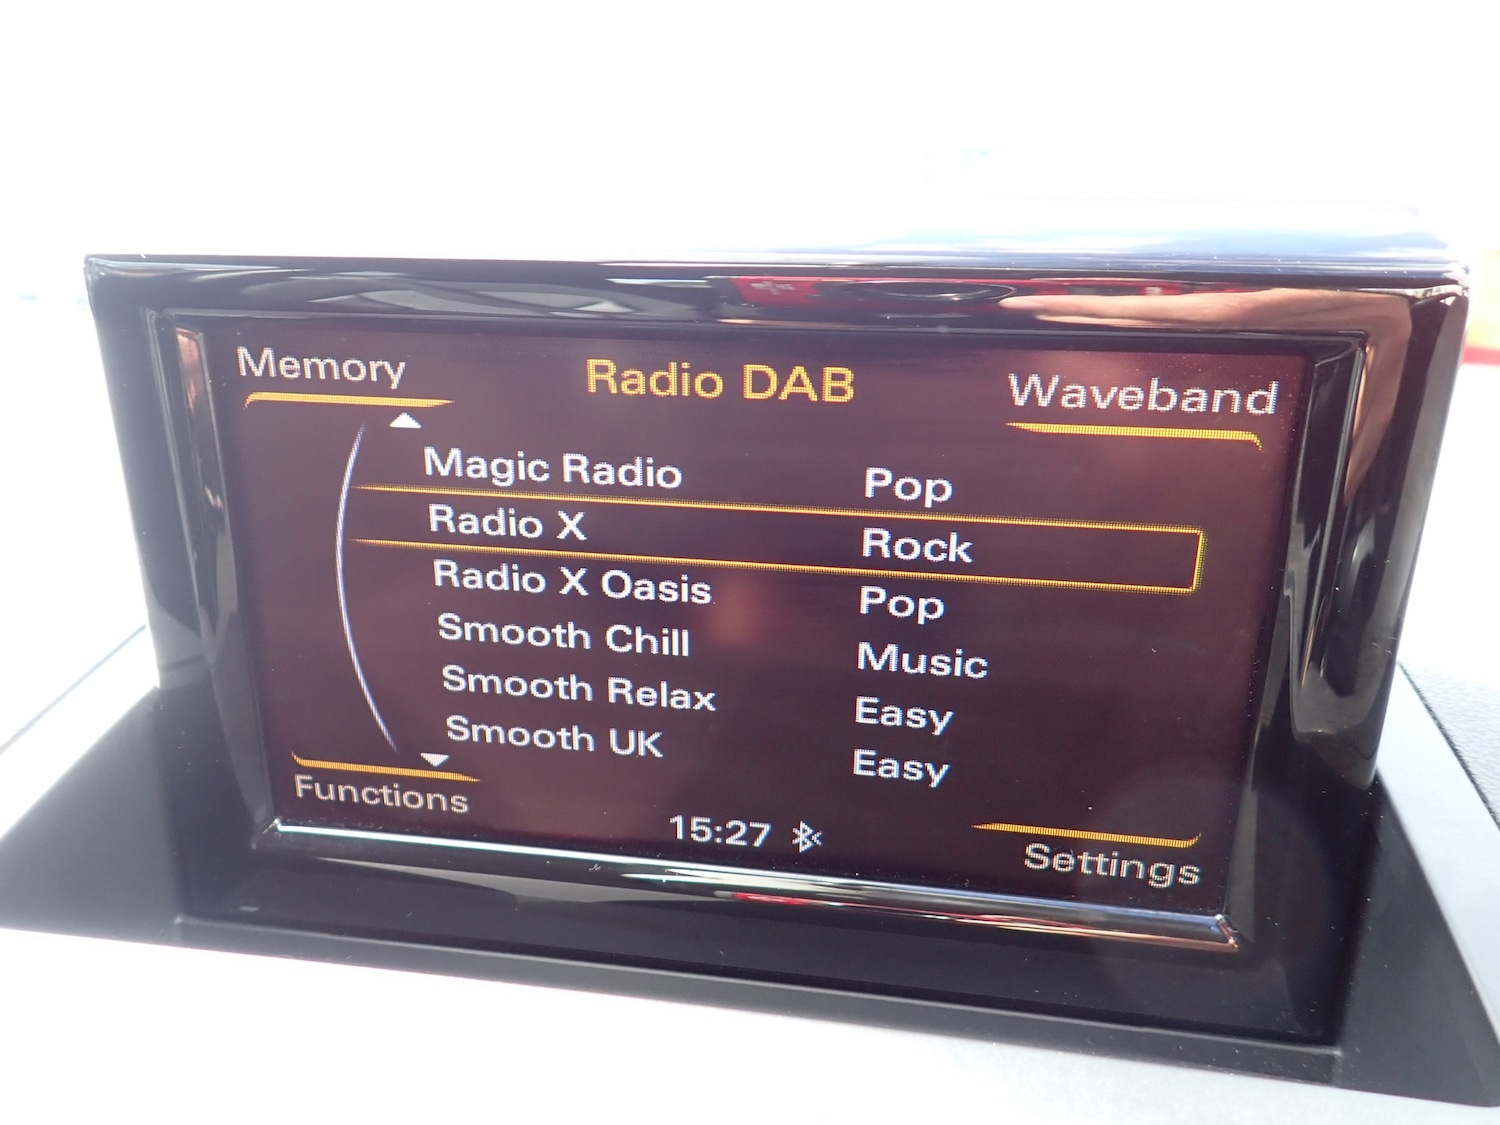 Memory Radio DAB Waveband
Magic Radio Pop
Radio X Rock
Radio X Oasis Pop
Smooth Chill Music
Smooth Relax Easy
Smooth UK Easy
Functions 15:27 Settings